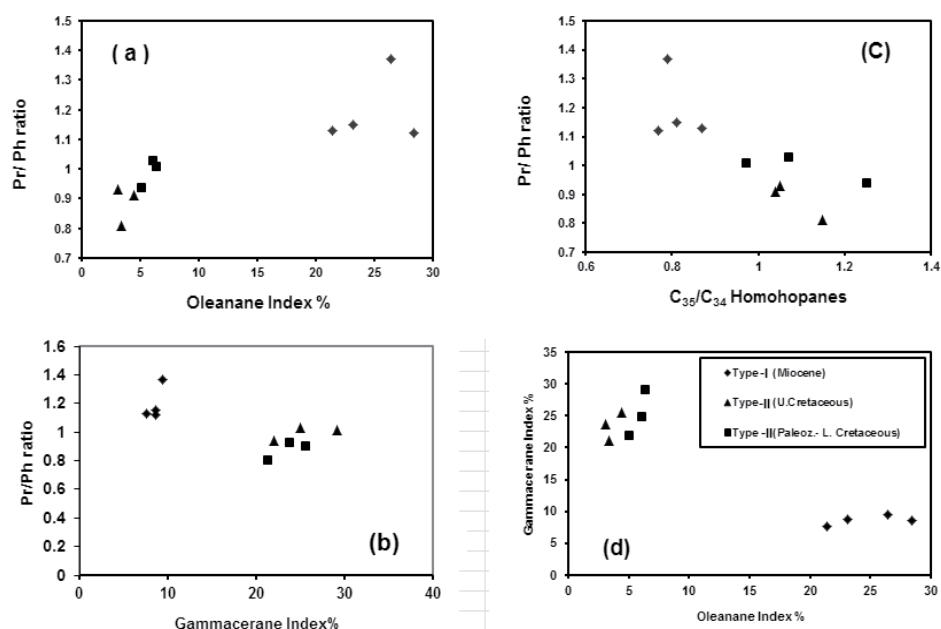 ( a )
Pr/ Ph ratio
1.5
1.4
1.3
1.2
1.1
1
0.9
0.8
0.7
0 5 10 15 20 25 30
Oleanane Index %
(C)
Pr/ Ph ratio
1.5
1.4
1.3
1.2
1.1
1
0.9
0.8
0.7
0.6 0.8 1 1.2 1.4
C35/C34 Homohopanes
Pr/Ph ratio
1.6
1.4
1.2
1
0.8
0.6
0.4
0.2
0
(b)
0 10 20 30 40
Gammacerane Index%
Gammacerane Index %
35
30
25
20
15
10
5
0
Type-I (Miocene)
Type-II (U.Cretaceous)
Type -II(Paleoz.- L. Cretaceous)
(d)
0 5 10 15 20 25 30
Oleanane Index %